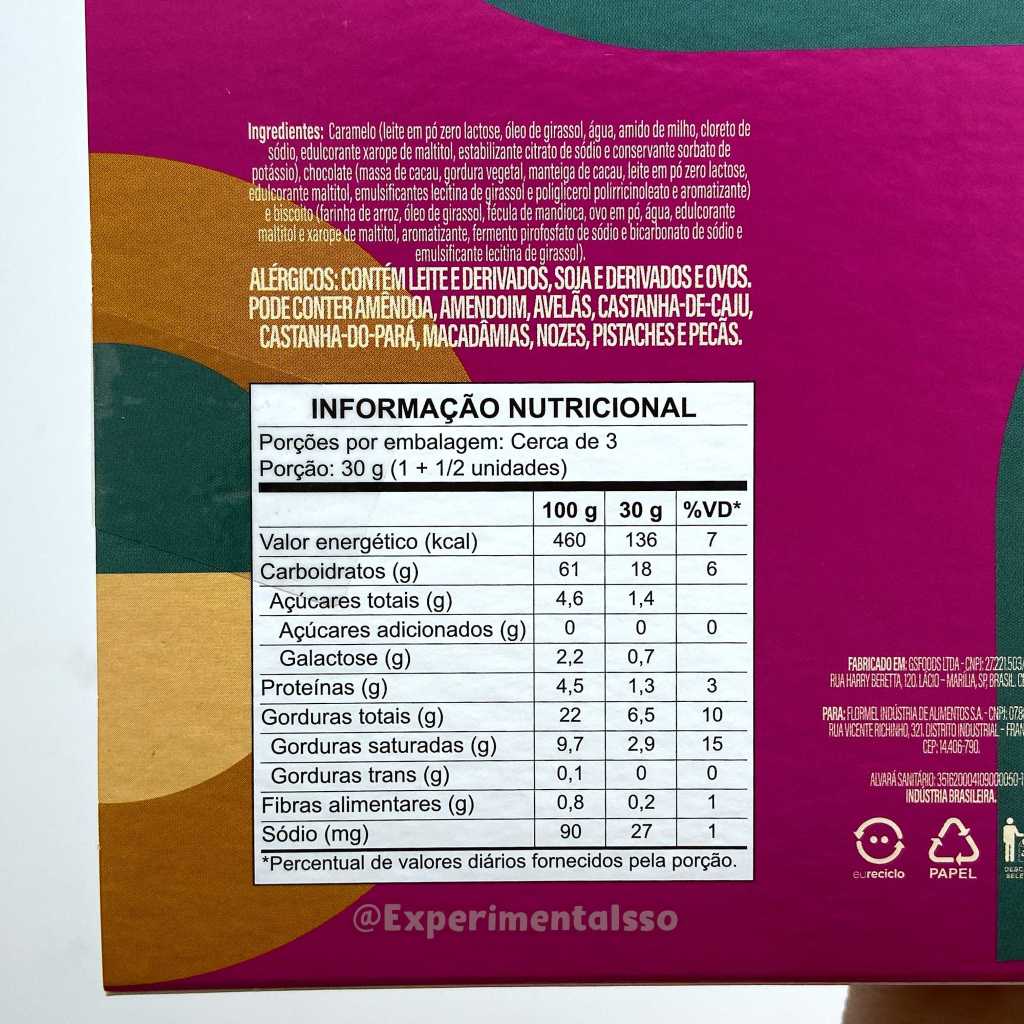 Ingredientes: Caramelo (leite em pó zero lactose, óleo de girassol, água, amido de milho, cloreto de
sódio, edulcorante xarope de maltitol, estabilizante citrato de sódio e conservante sorbato de
potássio), chocolate (massa de cacau, gordura vegetal, manteiga de cacau, leite em pó zero lactose,
edulcorante maltitol, emulsificantes lecitina de girassol e poliglicerol polirricinoleato e aromatizante)
e biscoito (farinha de arroz, óleo de girassol, fécula de mandioca, ovo em pó, água, edulcorante
maltitol e xarope de maltitol, aromatizante, fermento pirofosfato de sódio e bicarbonato de sódio e
emulsificante lecitina de girassol).
ALÉRGICOS: CONTÉM LEITE E DERIVADOS, SOJA E DERIVADOS E OVOS.
PODE CONTER AMÊNDOA, AMENDOIM, AVELÃS, CASTANHA-DE-CAJU,
CASTANHA-DO-PARÁ, MACADÂMIAS, NOZES, PISTACHES E PECÃS.
INFORMAÇÃO NUTRICIONAL
Porções por embalagem: Cerca de 3
Porção: 30 g (1 + 1/2 unidades)
100 g 30 g %VD*
Valor energético (kcal) 460 136 7
Carboidratos (g) 61 18 6
Açúcares totais (g) 4,6 1,4
Açúcares adicionados (g) 0 0 0
Galactose (g) 2,2 0,7
Proteínas (g) 4,5 1,3 3
Gorduras totais (g) 22 6,5 10
Gorduras saturadas (g) 9,7 2,9 15
Gorduras trans (g) 0,1 0 0
Fibras alimentares (g) 0,8 0,2 1
Sódio (mg) 90 27 1
*Percentual de valores diários fornecidos pela porção.
FABRICADO EM: GSFOODS LTDA - CNPJ: 27.221.503/
RUA HARRY BERETTA, 120. LÁCIO - MARÍLIA, SP, BRASIL.
PARA: FLORMEL INDÚSTRIA DE ALIMENTOS S.A. - CNPJ:
RUA VICENTE RICHINHO, 321. DISTRITO INDUSTRIAL - FRAN
CEP: 14.406-790.
ALVARÁ SANITÁRIO: 351620004109000050-1
INDÚSTRIA BRASILEIRA.
eureciclo PAPEL
@ExperimentaIsso